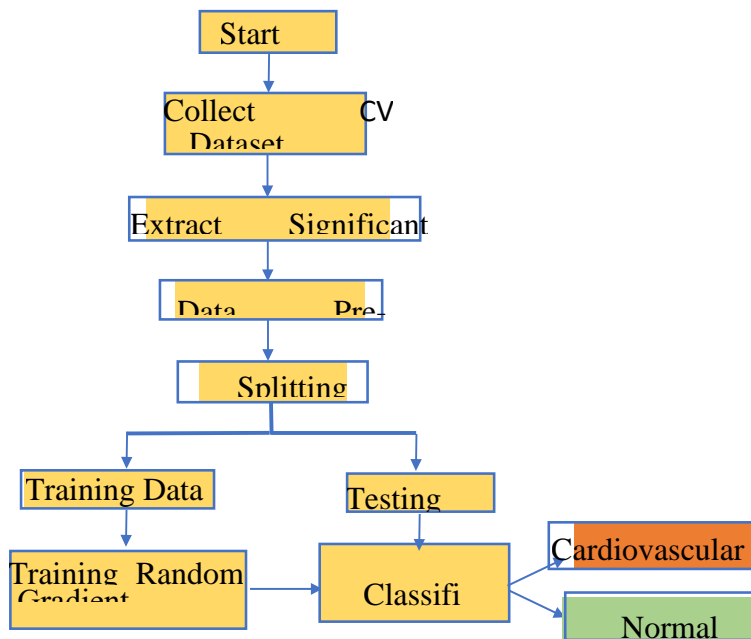 Start
Collect CV
Dataset
Extract Significant
Data Pre-
Splitting
Training Data
Testing
Training Random
Gradient
Classifi
Cardiovascular
Normal